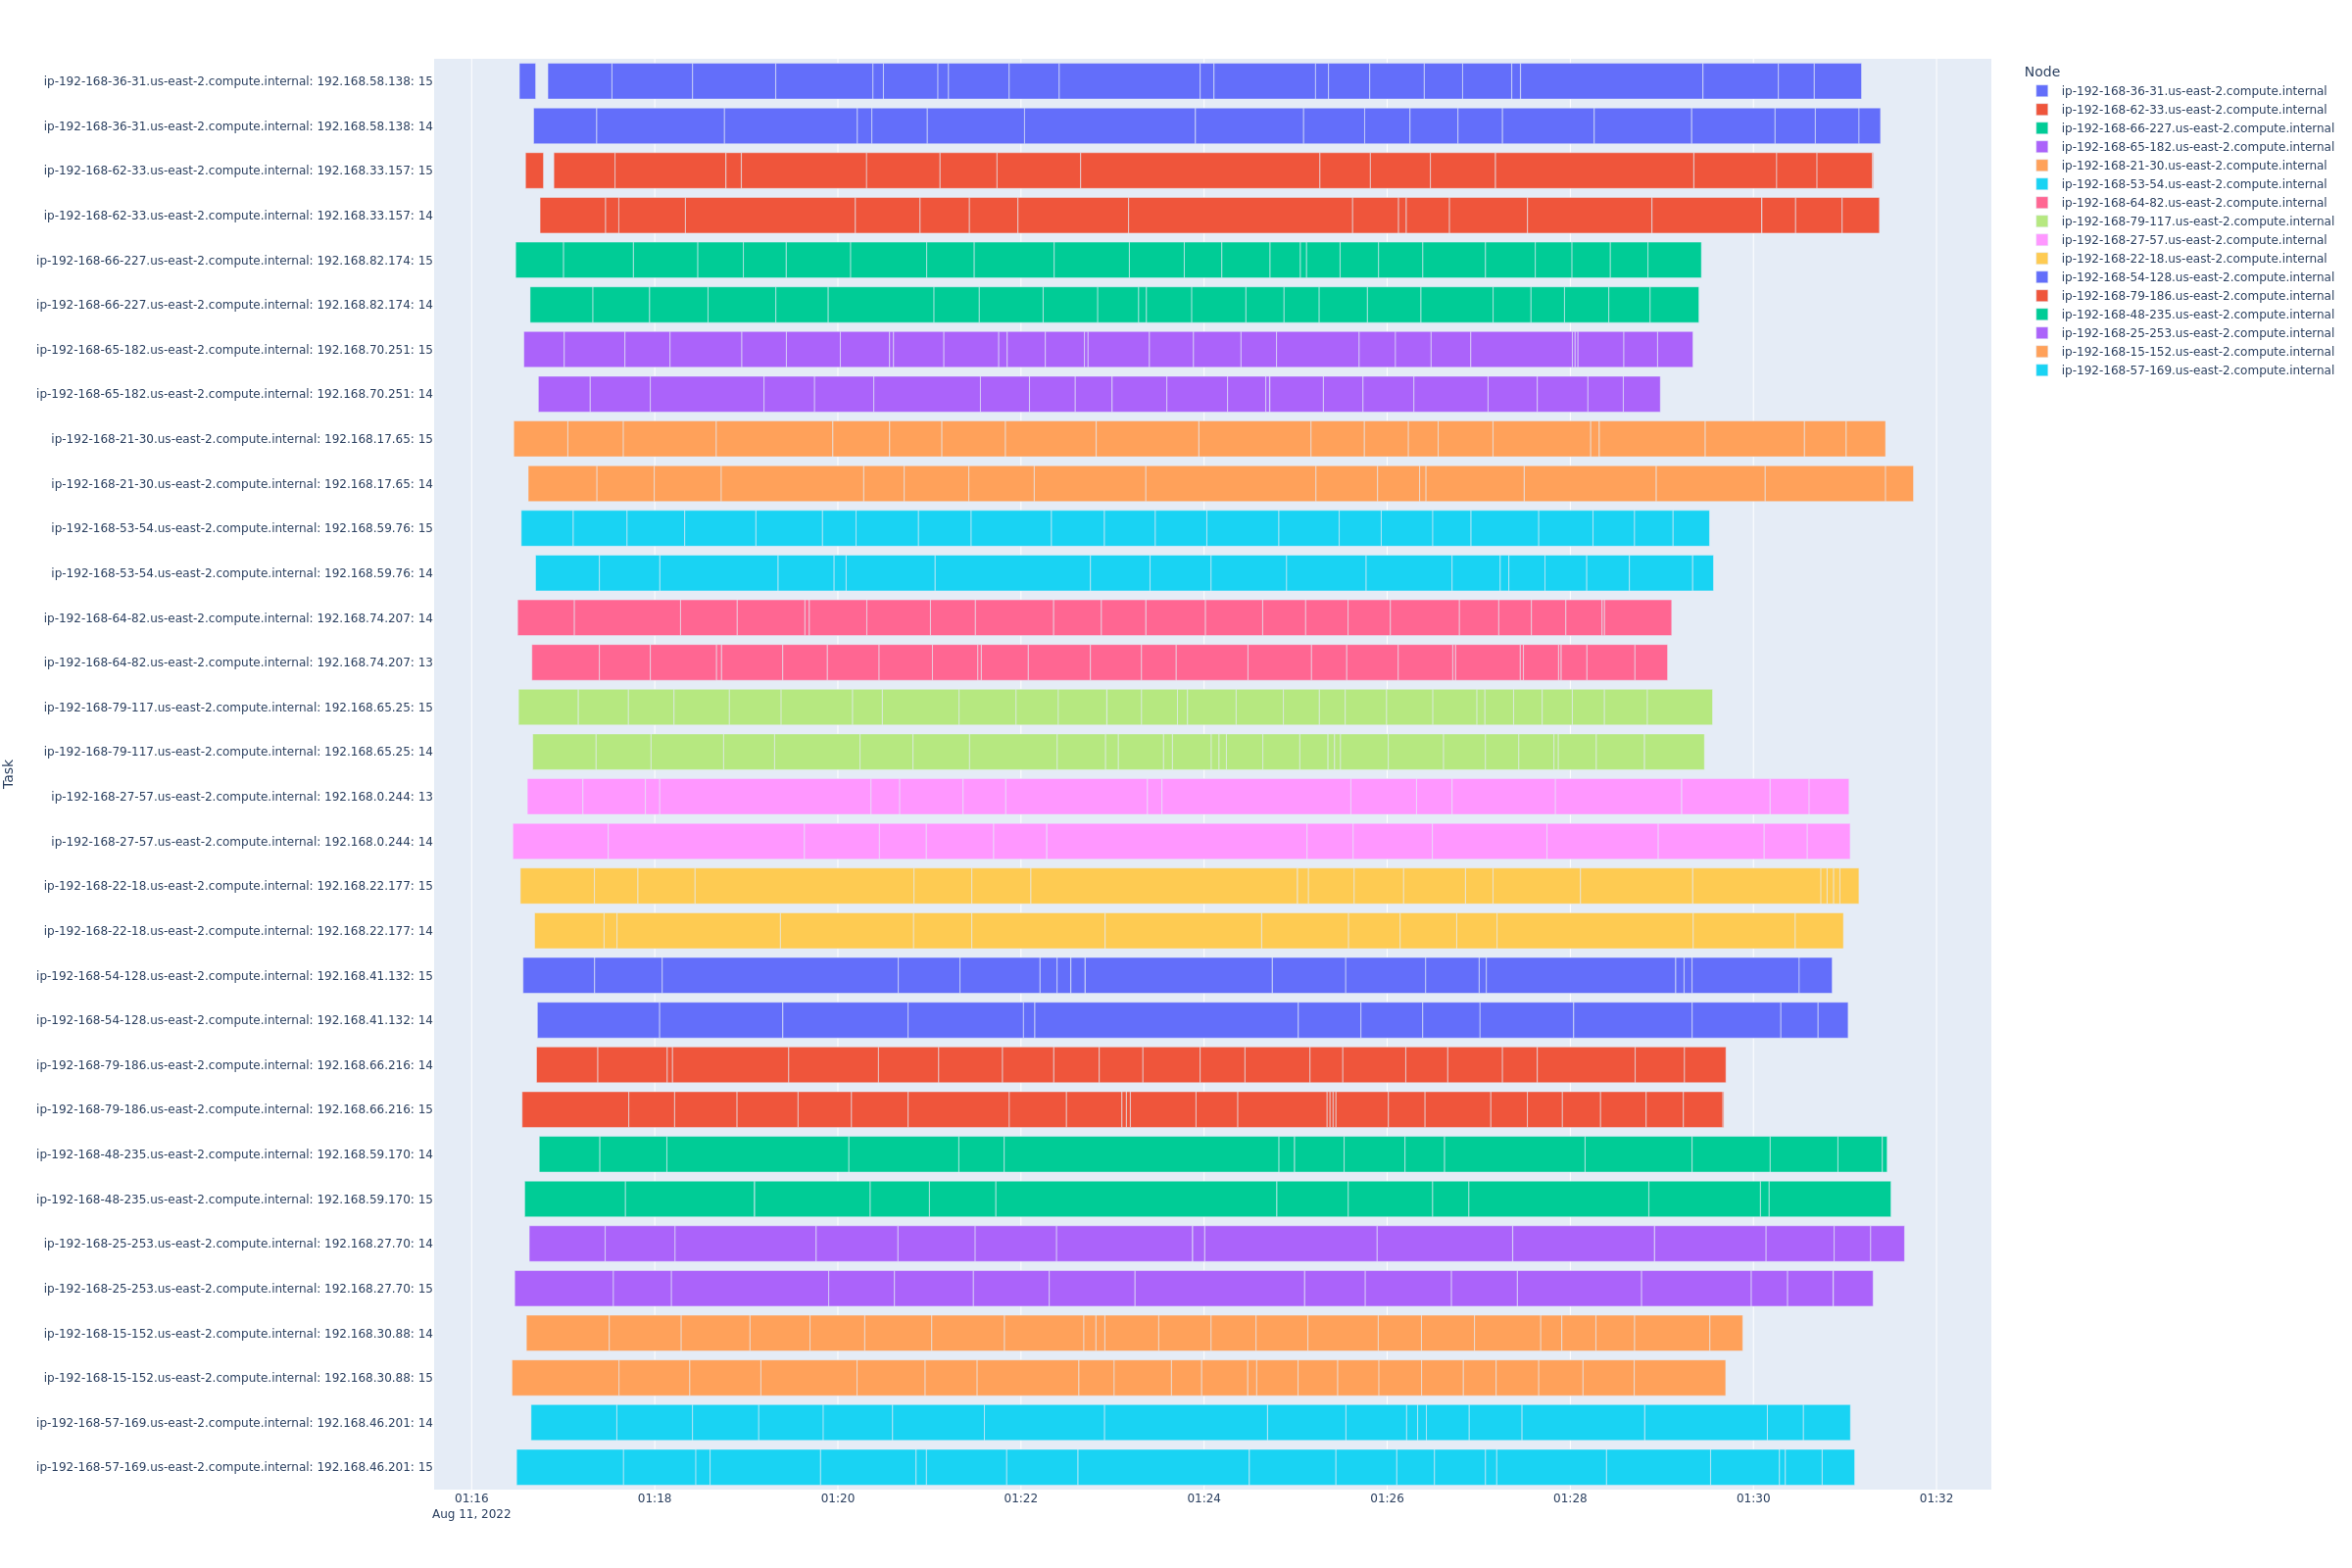 ip-192-168-36-31.us-east-2.compute.internal: 192.168.58.138: 15
ip-192-168-36-31.us-east-2.compute.internal: 192.168.58.138: 14
ip-192-168-62-33.us-east-2.compute.internal: 192.168.33.157: 15
ip-192-168-62-33.us-east-2.compute.internal: 192.168.33.157: 14
ip-192-168-66-227.us-east-2.compute.internal: 192.168.82.174: 15
ip-192-168-66-227.us-east-2.compute.internal: 192.168.82.174: 14
ip-192-168-65-182.us-east-2.compute.internal: 192.168.70.251: 15
ip-192-168-65-182.us-east-2.compute.internal: 192.168.70.251: 14
ip-192-168-21-30.us-east-2.compute.internal: 192.168.17.65: 15
ip-192-168-21-30.us-east-2.compute.internal: 192.168.17.65: 14
ip-192-168-53-54.us-east-2.compute.internal: 192.168.59.76: 15
ip-192-168-53-54.us-east-2.compute.internal: 192.168.59.76: 14
ip-192-168-64-82.us-east-2.compute.internal: 192.168.74.207: 14
ip-192-168-64-82.us-east-2.compute.internal: 192.168.74.207: 13
ip-192-168-79-117.us-east-2.compute.internal: 192.168.65.25: 15
ip-192-168-79-117.us-east-2.compute.internal: 192.168.65.25: 14
ip-192-168-27-57.us-east-2.compute.internal: 192.168.0.244: 13
ip-192-168-27-57.us-east-2.compute.internal: 192.168.0.244: 14
ip-192-168-22-18.us-east-2.compute.internal: 192.168.22.177: 15
ip-192-168-22-18.us-east-2.compute.internal: 192.168.22.177: 14
ip-192-168-54-128.us-east-2.compute.internal: 192.168.41.132: 15
ip-192-168-54-128.us-east-2.compute.internal: 192.168.41.132: 14
ip-192-168-79-186.us-east-2.compute.internal: 192.168.66.216: 14
ip-192-168-79-186.us-east-2.compute.internal: 192.168.66.216: 15
ip-192-168-48-235.us-east-2.compute.internal: 192.168.59.170: 14
ip-192-168-48-235.us-east-2.compute.internal: 192.168.59.170: 15
ip-192-168-25-253.us-east-2.compute.internal: 192.168.27.70: 14
ip-192-168-25-253.us-east-2.compute.internal: 192.168.27.70: 15
ip-192-168-15-152.us-east-2.compute.internal: 192.168.30.88: 14
ip-192-168-15-152.us-east-2.compute.internal: 192.168.30.88: 15
ip-192-168-57-169.us-east-2.compute.internal: 192.168.46.201: 14
ip-192-168-57-169.us-east-2.compute.internal: 192.168.46.201: 15
Task
01:16 01:18 01:20 01:22 01:24 01:26 01:28 01:30 01:32
Aug 11, 2022
Node
ip-192-168-36-31.us-east-2.compute.internal
ip-192-168-62-33.us-east-2.compute.internal
ip-192-168-66-227.us-east-2.compute.internal
ip-192-168-65-182.us-east-2.compute.internal
ip-192-168-21-30.us-east-2.compute.internal
ip-192-168-53-54.us-east-2.compute.internal
ip-192-168-64-82.us-east-2.compute.internal
ip-192-168-79-117.us-east-2.compute.internal
ip-192-168-27-57.us-east-2.compute.internal
ip-192-168-22-18.us-east-2.compute.internal
ip-192-168-54-128.us-east-2.compute.internal
ip-192-168-79-186.us-east-2.compute.internal
ip-192-168-48-235.us-east-2.compute.internal
ip-192-168-25-253.us-east-2.compute.internal
ip-192-168-15-152.us-east-2.compute.internal
ip-192-168-57-169.us-east-2.compute.internal